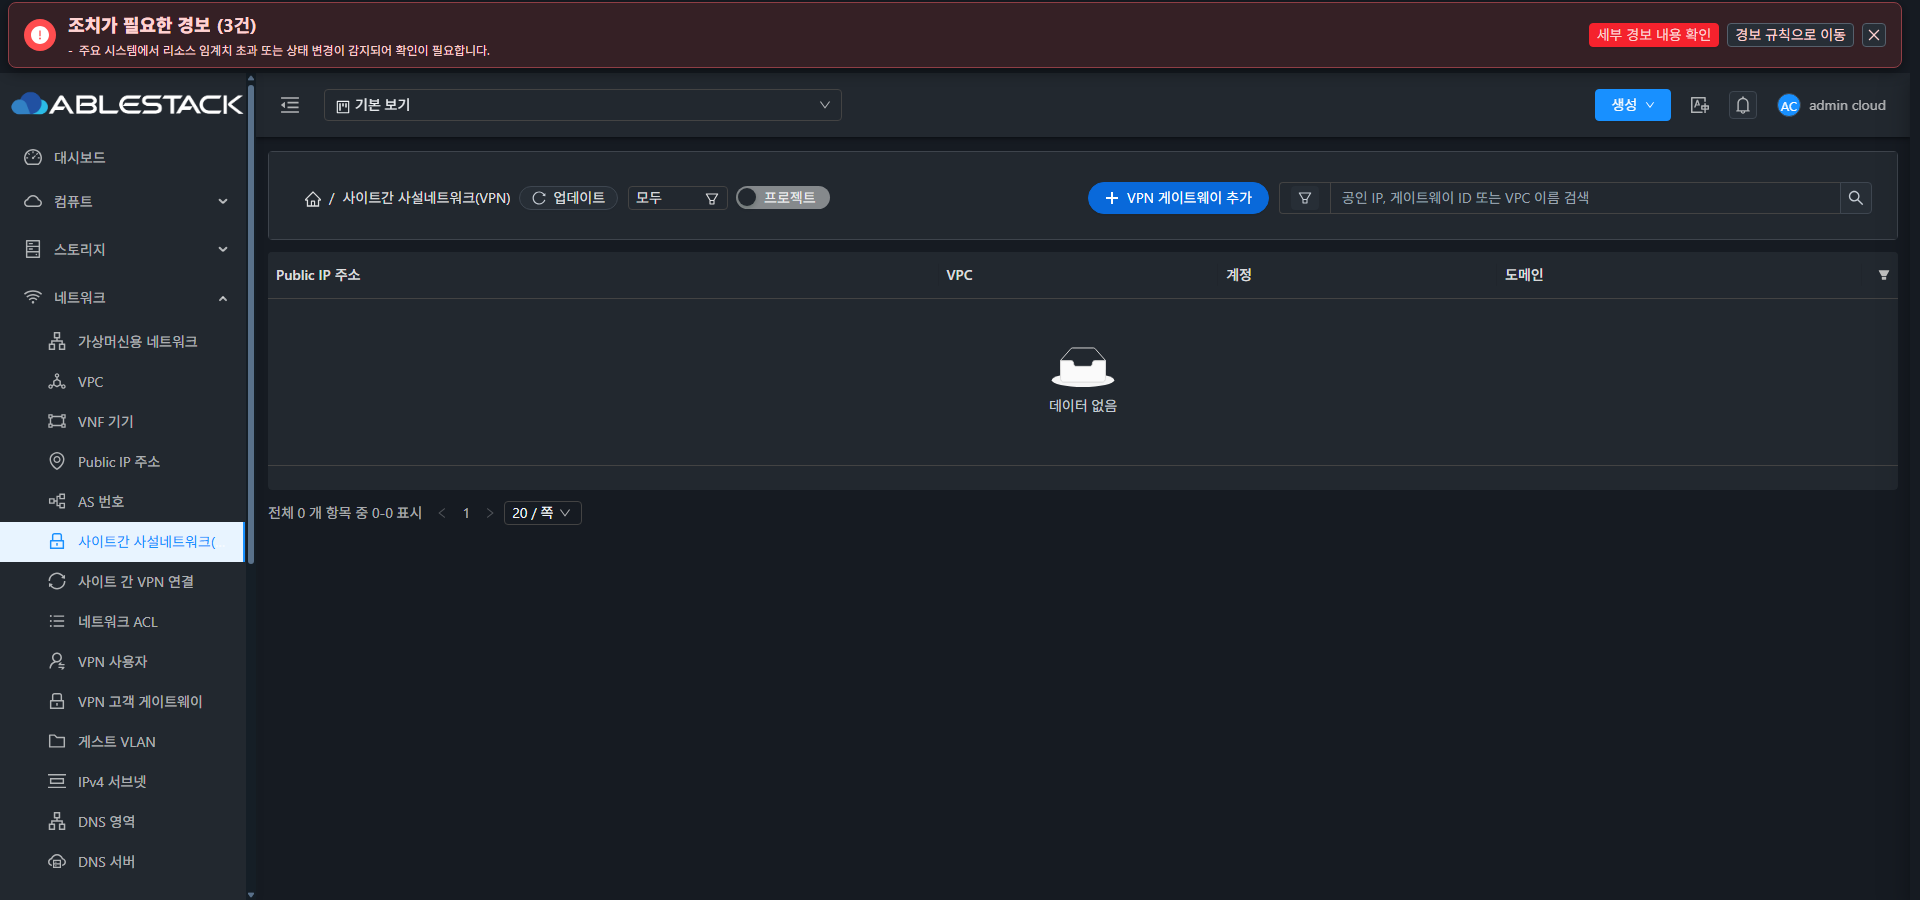 조치가 필요한 경보 (3건)
- 주요 시스템에서 리소스 임계치 초과 또는 상태 변경이 감지되어 확인이 필요합니다.
세부 경보 내용 확인
경보 규칙으로 이동
ABLESTACK
기본 보기
생성
AC
admin cloud
대시보드
컴퓨트
스토리지
네트워크
가상머신용 네트워크
VPC
VNF 기기
Public IP 주소
AS 번호
사이트간 사설네트워크(
사이트 간 VPN 연결
네트워크 ACL
VPN 사용자
VPN 고객 게이트웨이
게스트 VLAN
IPv4 서브넷
DNS 영역
DNS 서버
/ 사이트간 사설네트워크(VPN)
업데이트
모두
프로젝트
+ VPN 게이트웨이 추가
공인 IP, 게이트웨이 ID 또는 VPC 이름 검색
Public IP 주소
VPC
계정
도메인
데이터 없음
전체 0 개 항목 중 0-0 표시
< 1 >
20 / 쪽